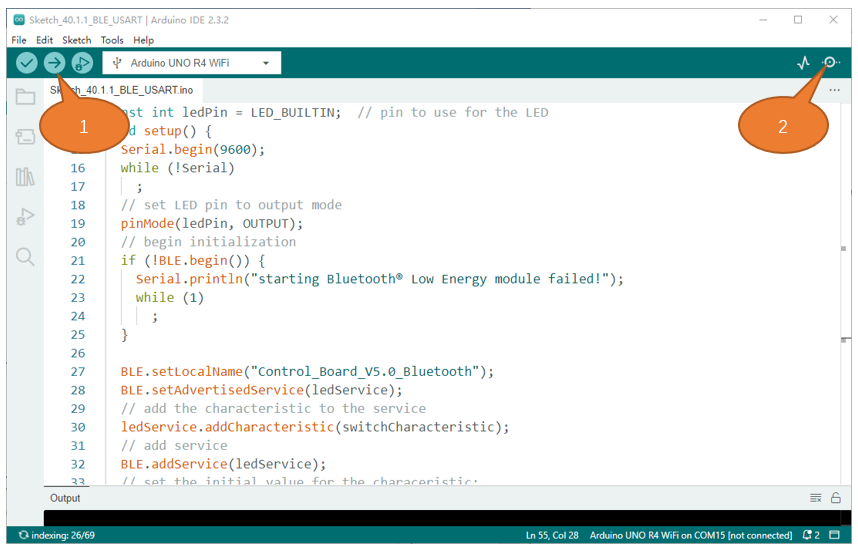 Sketch_40.1.1_BLE_USART | Arduino IDE 2.3.2
File Edit Sketch Tools Help
Arduino UNO R4 WiFi
1
2
_40.1.1_BLE_USART.ino
int ledPin = LED_BUILTIN;  // pin to use for the LED
setup() {
Serial.begin(9600);
16 while (!Serial)
17 ;
18 // set LED pin to output mode
19 pinMode(ledPin, OUTPUT);
20 // begin initialization
21 if (!BLE.begin()) {
22 Serial.println("starting Bluetooth® Low Energy module failed!");
23 while (1)
24 ;
25 }
26
27 BLE.setLocalName("Control_Board_V5.0_Bluetooth");
28 BLE.setAdvertisedService(ledService);
29 // add the characteristic to the service
30 ledService.addCharacteristic(switchCharacteristic);
31 // add service
32 BLE.addService(ledService);
33 // set the initial value for the characeristic:
Output
indexing: 26/69 Ln 55, Col 28 Arduino UNO R4 WiFi on COM15 [not connected] 2